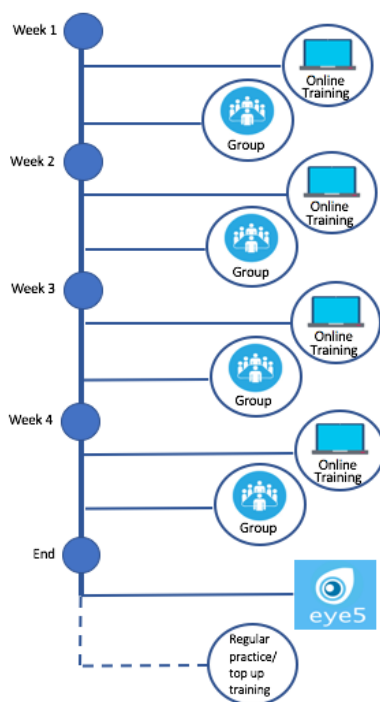 Week 1
Online
Training
Group
Week 2
Online
Training
Group
Week 3
Online
Training
Group
Week 4
Online
Training
Group
End
eye5
Regular
practice/
top up
training